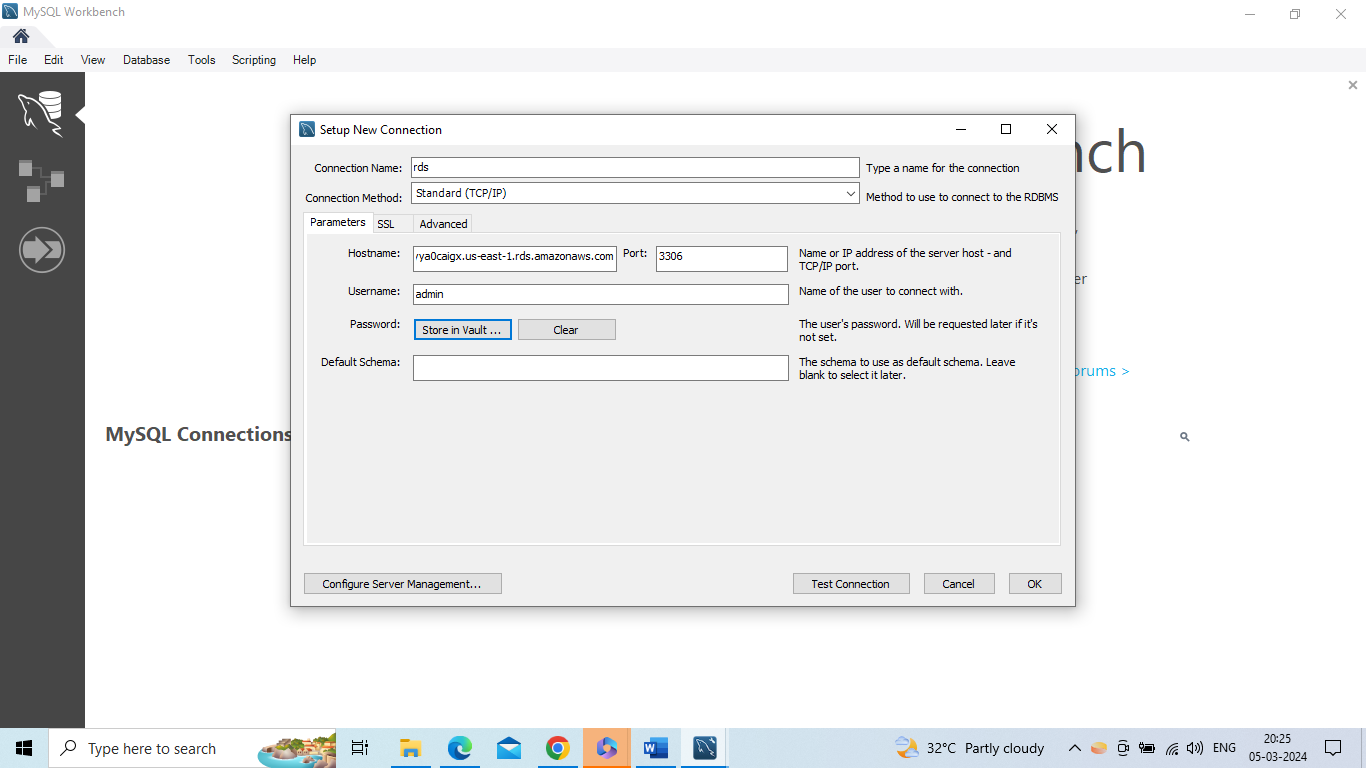 MySQL Workbench
File Edit View Database Tools Scripting Help
nch
er
orums >
MySQL Connections
Setup New Connection
Connection Name: rds Type a name for the connection
Connection Method: Standard (TCP/IP) Method to use to connect to the RDBMS
Parameters SSL Advanced
Hostname: ya0caigx.us-east-1.rds.amazonaws.com Port: 3306 Name or IP address of the server host - and
TCP/IP port.
Username: admin Name of the user to connect with.
Password: Store in Vault ... Clear The user's password. Will be requested later if it's
not set.
Default Schema: The schema to use as default schema. Leave
blank to select it later.
Configure Server Management... Test Connection Cancel OK
Type here to search 32°C Partly cloudy ENG 20:25
05-03-2024